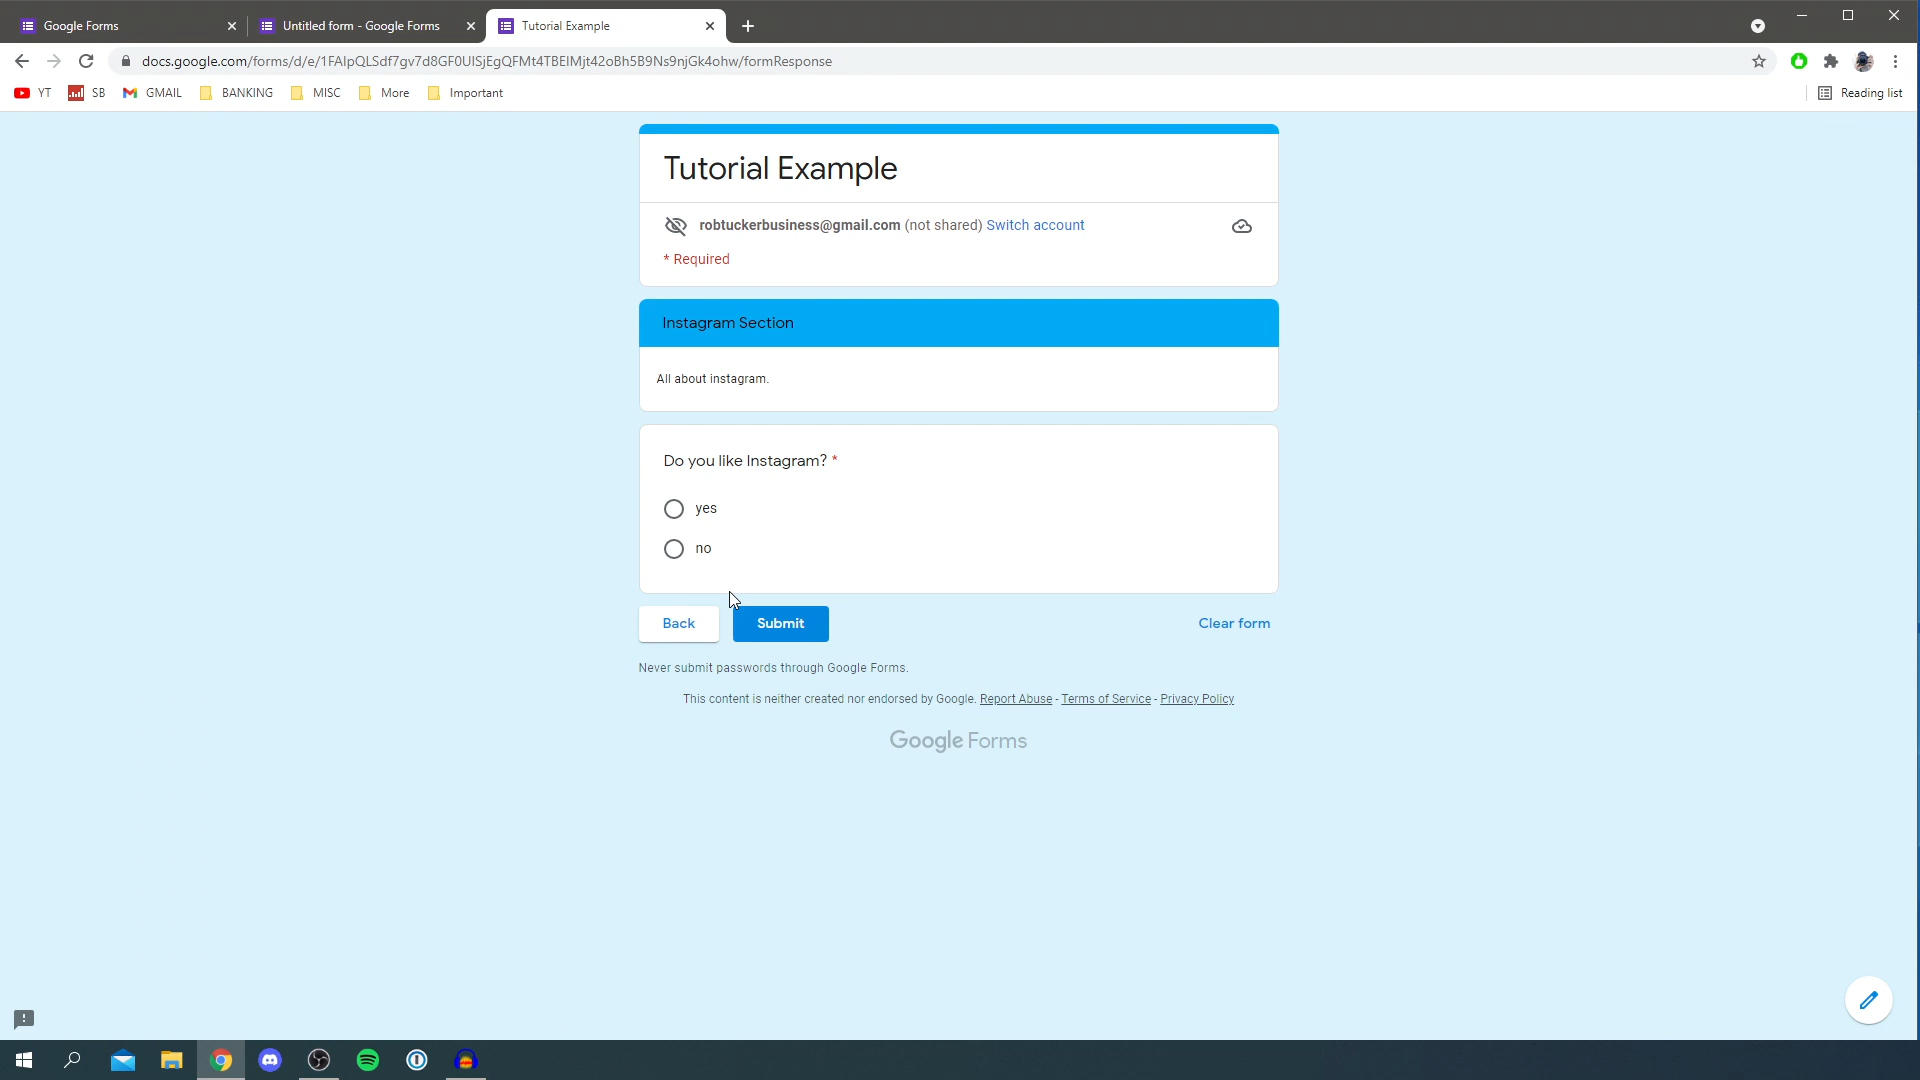 Google Forms
Untitled form - Google Forms
Tutorial Example
docs.google.com/forms/d/e/1FAIpQLSdf7gv7d8GF0UISjEgQFMt4TBEIMjt42oBh5B9Ns9njGk4ohw/formResponse
YT
SB
GMAIL
BANKING
MISC
More
Important
Reading list
Tutorial Example
robtuckerbusiness@gmail.com (not shared) Switch account
* Required
Instagram Section
All about instagram.
Do you like Instagram? *
yes
no
Back
Submit
Clear form
Never submit passwords through Google Forms.
This content is neither created nor endorsed by Google. Report Abuse - Terms of Service - Privacy Policy
Google Forms